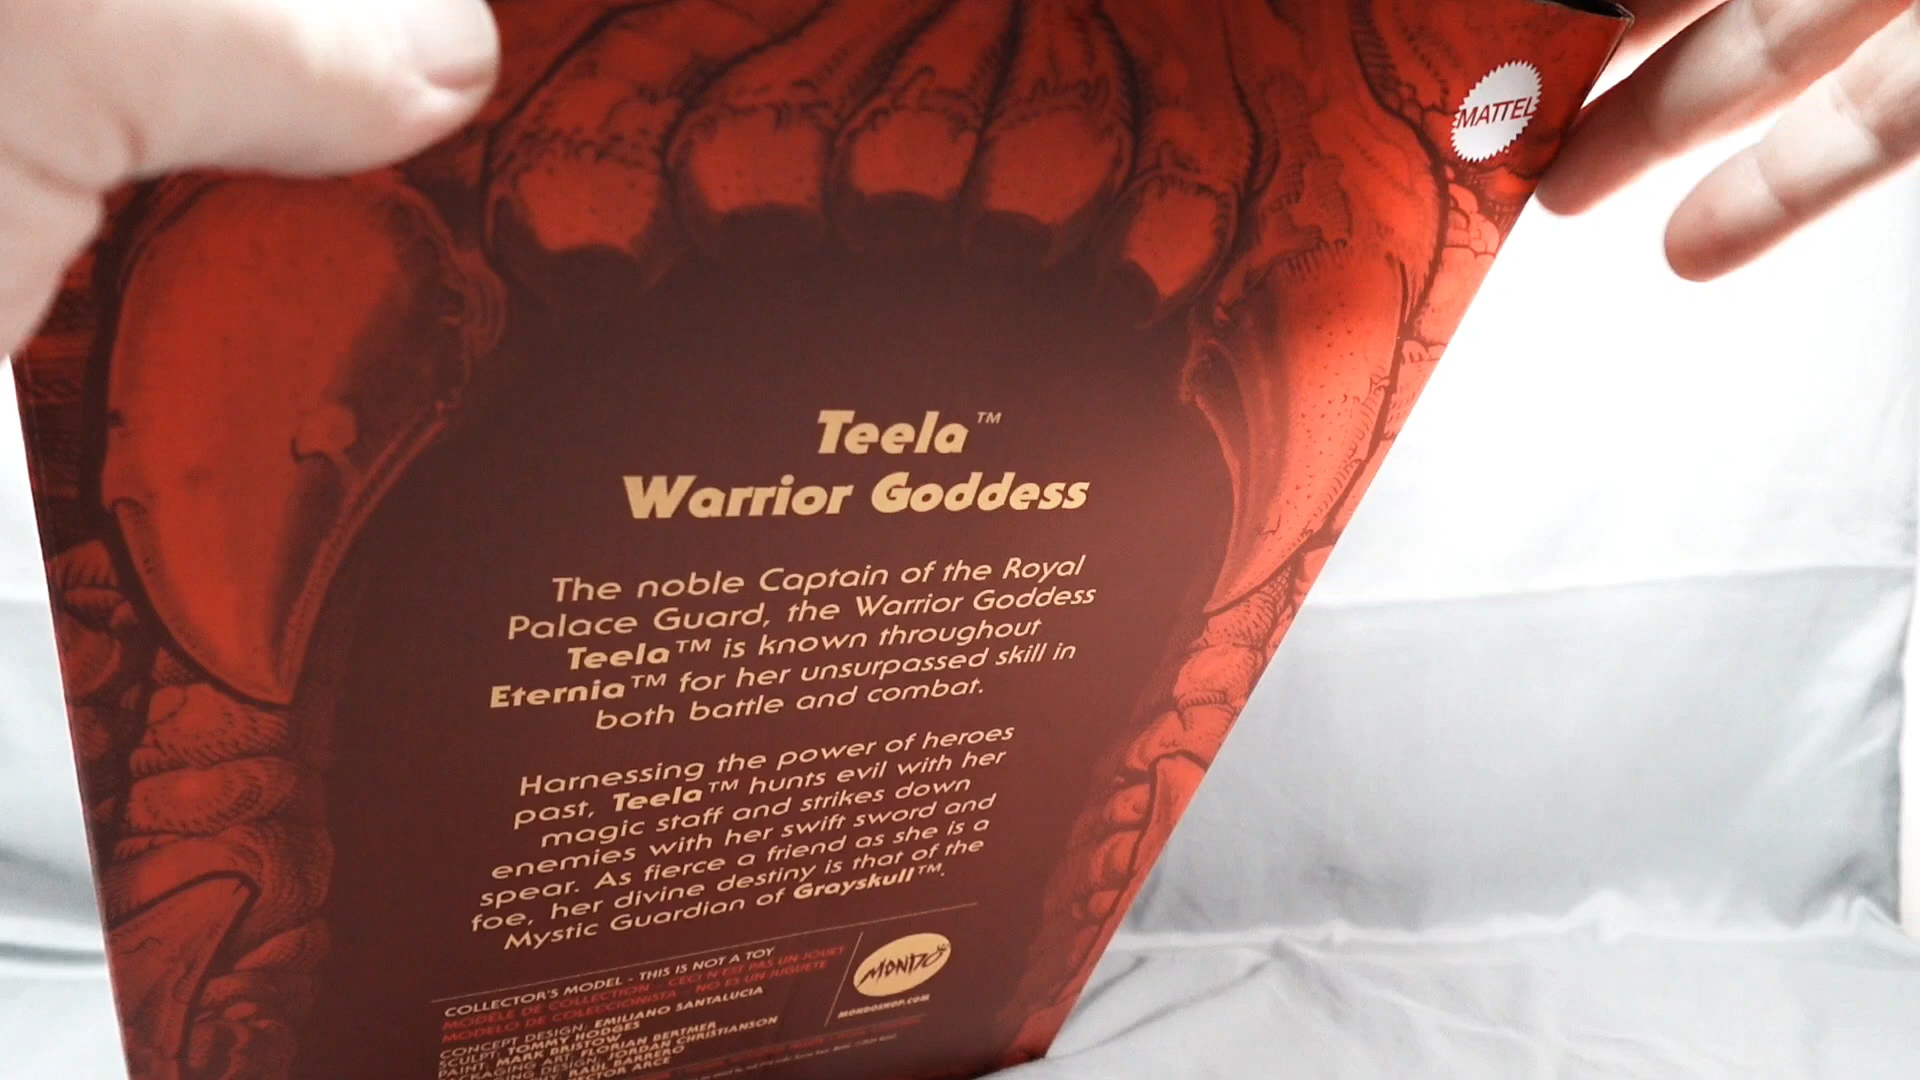 MATTEL
Teela™
Warrior Goddess
The noble Captain of the Royal
Palace Guard, the Warrior Goddess
Teela™ is known throughout
Eternia™ for her unsurpassed skill in
both battle and combat.
Harnessing the power of heroes
past, Teela™ hunts evil with her
magic staff and strikes down
enemies with her swift sword and
spear. As fierce a friend as she is a
foe, her divine destiny is that of the
Mystic Guardian of Grayskull™.
COLLECTOR'S MODEL - THIS IS NOT A TOY
MODÈLE DE COLLECTION - CECI N'EST PAS UN JOUET
MODELO DE COLECCIONISTA - NO ES UN JUGUETE
CONCEPT DESIGN: EMILIANO SANTALUCIA
SCULPT: TOMMY HODGES
PAINT: MARK BRISTOW
PACKAGING ART: FLORIAN BERTMER
DESIGN: JORDAN CHRISTIANSON
RAÚL BARRERO
ARCE
MONDO
MONDOSHOP.COM